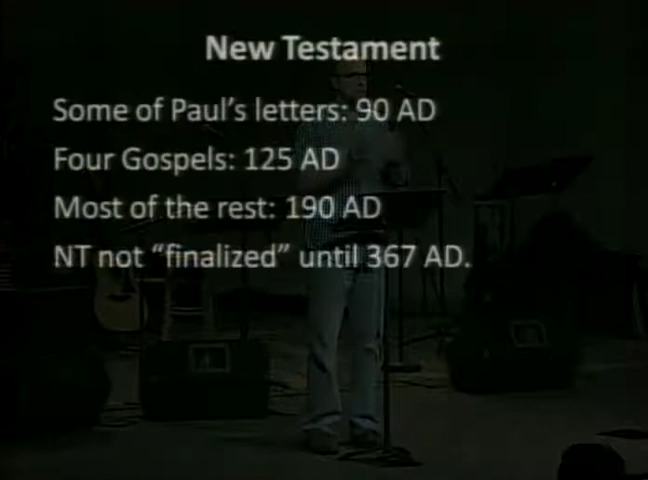 New Testament
Some of Paul's letters: 90 AD
Four Gospels: 125 AD
Most of the rest: 190 AD
NT not “finalized” until 367 AD.